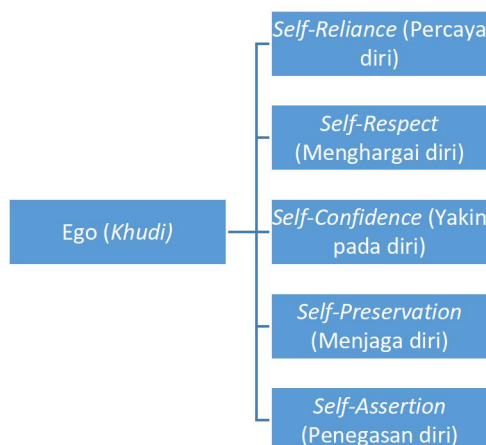 Self-Reliance (Percaya
diri)
Self-Respect
(Menghargai diri)
Ego (Khudi)
Self-Confidence (Yakin
pada diri)
Self-Preservation
(Menjaga diri)
Self-Assertion
(Penegasan diri)